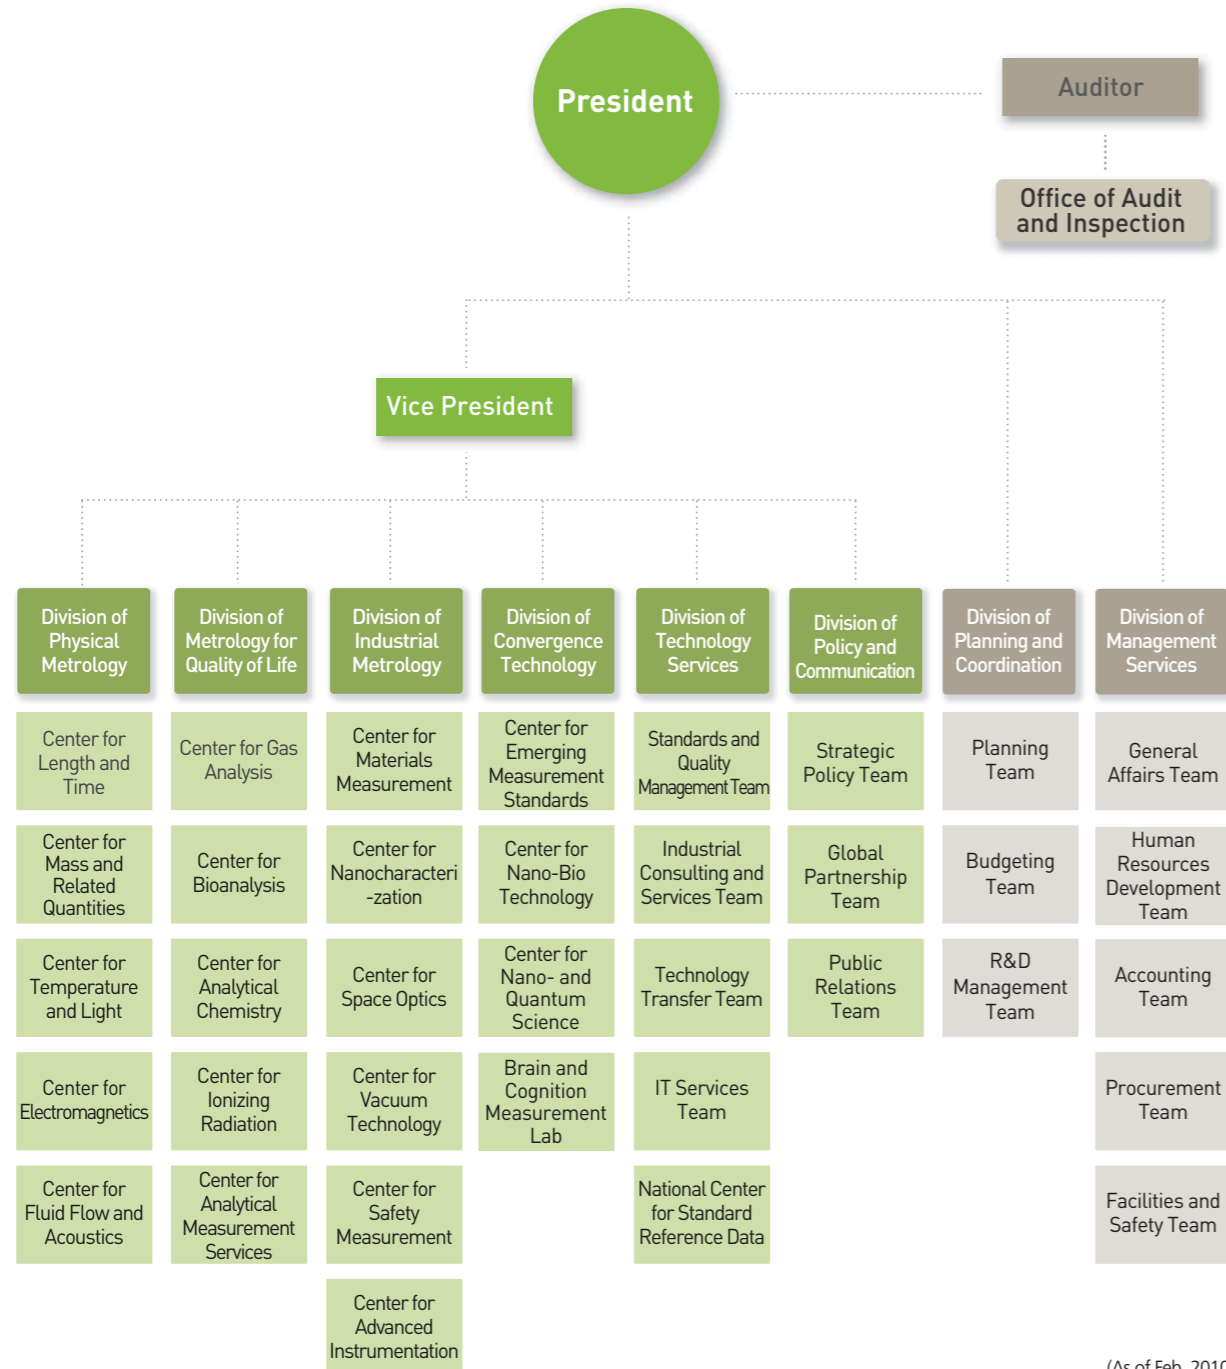 President
Auditor
Office of Audit
and Inspection
Vice President
Division of
Physical
Metrology
Division of
Metrology for
Quality of Life
Division of
Industrial
Metrology
Division of
Convergence
Technology
Division of
Technology
Services
Division of
Policy and
Communication
Division of
Planning and
Coordination
Division of
Management
Services
Center for
Length and
Time
Center for Gas
Analysis
Center for
Materials
Measurement
Center for
Emerging
Measurement
Standards
Standards and
Quality
Management Team
Strategic
Policy Team
Planning
Team
General
Affairs Team
Center for
Mass and
Related
Quantities
Center for
Bioanalysis
Center for
Nanocharacteri
-zation
Center for
Nano-Bio
Technology
Industrial
Consulting and
Services Team
Global
Partnership
Team
Budgeting
Team
Human
Resources
Development
Team
Center for
Temperature
and Light
Center for
Analytical
Chemistry
Center for
Space Optics
Center for
Nano- and
Quantum
Science
Technology
Transfer Team
Public
Relations
Team
R&D
Management
Team
Accounting
Team
Center for
Electromagnetics
Center for
Ionizing
Radiation
Center for
Vacuum
Technology
Brain and
Cognition
Measurement
Lab
IT Services
Team
Procurement
Team
Center for
Fluid Flow and
Acoustics
Center for
Analytical
Measurement
Services
Center for
Safety
Measurement
National Center
for Standard
Reference Data
Facilities and
Safety Team
Center for
Advanced
Instrumentation
(As of Feb. 2010